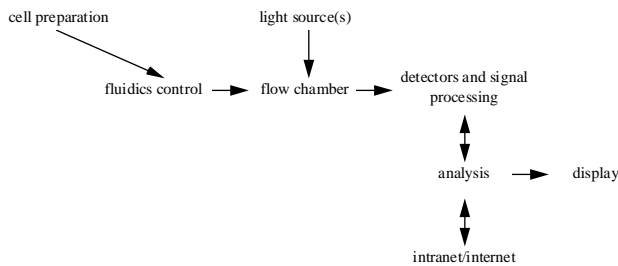 cell preparation
light source(s)
fluidics control
flow chamber
detectors and signal
processing
analysis
display
intranet/internet